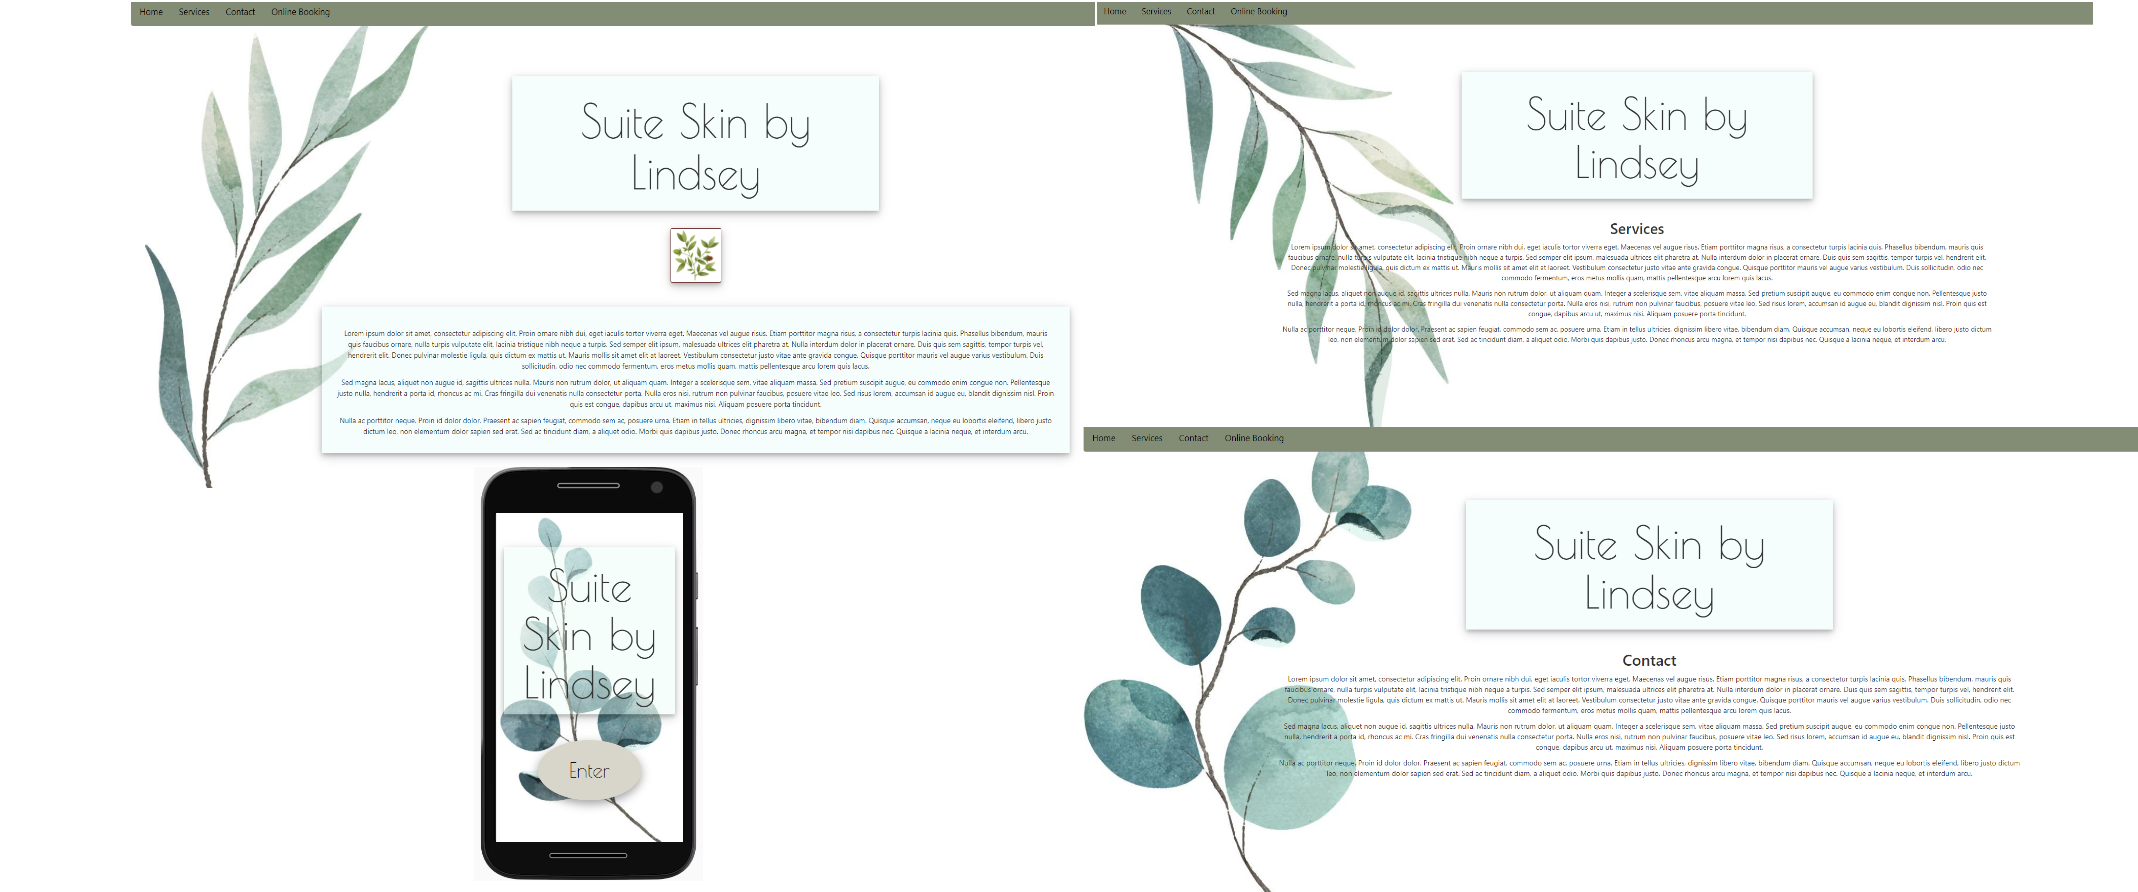 Home Services Contact Online Booking
Suite Skin by
Lindsey
Lorem ipsum dolor sit amet, consectetur adipiscing elit. Proin ornare nibh dui, eget iaculis tortor viverra eget. Maecenas vel augue risus. Etiam porttitor magna risus, a consectetur turpis lacinia quis. Phasellus bibendum, mauris
quis faucibus ornare, nulla turpis vulputate elit, lacinia tristique nibh neque a turpis. Sed semper elit ipsum, malesuada ultrices elit pharetra at. Nulla interdum dolor in placerat ornare. Duis quis sem sagittis, tempor turpis vel,
hendrerit elit. Donec pulvinar molestie ligula, quis dictum ex mattis ut. Mauris mollis sit amet elit at laoreet. Vestibulum consectetur justo vitae ante gravida congue. Quisque porttitor mauris vel augue varius vestibulum. Duis
sollicitudin, odio nec commodo fermentum, eros metus mollis quam, mattis pellentesque arcu lorem quis lacus.
Sed magna lacus, aliquet non augue id, sagittis ultrices nulla. Mauris non rutrum dolor, ut aliquam quam. Integer a scelerisque sem, vitae aliquam massa. Sed pretium suscipit augue, eu commodo enim congue non. Pellentesque
justo nulla, hendrerit a porta id, rhoncus ac mi. Cras fringilla dui venenatis nulla consectetur porta. Nulla eros nisi, rutrum non pulvinar faucibus, posuere vitae leo. Sed risus lorem, accumsan id augue eu, blandit dignissim nisl. Proin
quis est congue, dapibus arcu ut, maximus nisi. Aliquam posuere porta tincidunt.
Nulla ac porttitor neque. Proin id dolor dolor. Praesent ac sapien feugiat, commodo sem ac, posuere urna. Etiam in tellus ultricies, dignissim libero vitae, bibendum diam. Quisque accumsan, neque eu lobortis eleifend, libero justo
dictum leo, non elementum dolor sapien sed erat. Sed ac tincidunt diam, a aliquet odio. Morbi quis dapibus justo. Donec rhoncus arcu magna, et tempor nisi dapibus nec. Quisque a lacinia neque, et interdum arcu.
Suite
Skin by
Lindsey
Enter
Home Services Contact Online Booking
Suite Skin by
Lindsey
Services
Lorem ipsum dolor sit amet, consectetur adipiscing elit. Proin ornare nibh dui, eget iaculis tortor viverra eget. Maecenas vel augue risus. Etiam porttitor magna risus, a consectetur turpis lacinia quis. Phasellus bibendum, mauris quis
faucibus ornare, nulla turpis vulputate elit, lacinia tristique nibh neque a turpis. Sed semper elit ipsum, malesuada ultrices elit pharetra at. Nulla interdum dolor in placerat ornare. Duis quis sem sagittis, tempor turpis vel, hendrerit elit.
Donec pulvinar molestie ligula, quis dictum ex mattis ut. Mauris mollis sit amet elit at laoreet. Vestibulum consectetur justo vitae ante gravida congue. Quisque porttitor mauris vel augue varius vestibulum. Duis sollicitudin, odio nec
commodo fermentum, eros metus mollis quam, mattis pellentesque arcu lorem quis lacus.
Sed magna lacus, aliquet non augue id, sagittis ultrices nulla. Mauris non rutrum dolor, ut aliquam quam. Integer a scelerisque sem, vitae aliquam massa. Sed pretium suscipit augue, eu commodo enim congue non. Pellentesque justo
nulla, hendrerit a porta id, rhoncus ac mi. Cras fringilla dui venenatis nulla consectetur porta. Nulla eros nisi, rutrum non pulvinar faucibus, posuere vitae leo. Sed risus lorem, accumsan id augue eu, blandit dignissim nisl. Proin quis est
congue, dapibus arcu ut, maximus nisi. Aliquam posuere porta tincidunt.
Nulla ac porttitor neque. Proin id dolor dolor. Praesent ac sapien feugiat, commodo sem ac, posuere urna. Etiam in tellus ultricies, dignissim libero vitae, bibendum diam. Quisque accumsan, neque eu lobortis eleifend, libero justo dictum
leo, non elementum dolor sapien sed erat. Sed ac tincidunt diam, a aliquet odio. Morbi quis dapibus justo. Donec rhoncus arcu magna, et tempor nisi dapibus nec. Quisque a lacinia neque, et interdum arcu.
Home Services Contact Online Booking
Suite Skin by
Lindsey
Contact
Lorem ipsum dolor sit amet, consectetur adipiscing elit. Proin ornare nibh dui, eget iaculis tortor viverra eget. Maecenas vel augue risus. Etiam porttitor magna risus, a consectetur turpis lacinia quis. Phasellus bibendum, mauris quis
faucibus ornare, nulla turpis vulputate elit, lacinia tristique nibh neque a turpis. Sed semper elit ipsum, malesuada ultrices elit pharetra at. Nulla interdum dolor in placerat ornare. Duis quis sem sagittis, tempor turpis vel, hendrerit elit.
Donec pulvinar molestie ligula, quis dictum ex mattis ut. Mauris mollis sit amet elit at laoreet. Vestibulum consectetur justo vitae ante gravida congue. Quisque porttitor mauris vel augue varius vestibulum. Duis sollicitudin, odio nec
commodo fermentum, eros metus mollis quam, mattis pellentesque arcu lorem quis lacus.
Sed magna lacus, aliquet non augue id, sagittis ultrices nulla. Mauris non rutrum dolor, ut aliquam quam. Integer a scelerisque sem, vitae aliquam massa. Sed pretium suscipit augue, eu commodo enim congue non. Pellentesque justo
nulla, hendrerit a porta id, rhoncus ac mi. Cras fringilla dui venenatis nulla consectetur porta. Nulla eros nisi, rutrum non pulvinar faucibus, posuere vitae leo. Sed risus lorem, accumsan id augue eu, blandit dignissim nisl. Proin quis est
congue, dapibus arcu ut, maximus nisi. Aliquam posuere porta tincidunt.
Nulla ac porttitor neque. Proin id dolor dolor. Praesent ac sapien feugiat, commodo sem ac, posuere urna. Etiam in tellus ultricies, dignissim libero vitae, bibendum diam. Quisque accumsan, neque eu lobortis eleifend, libero justo dictum
leo, non elementum dolor sapien sed erat. Sed ac tincidunt diam, a aliquet odio. Morbi quis dapibus justo. Donec rhoncus arcu magna, et tempor nisi dapibus nec. Quisque a lacinia neque, et interdum arcu.